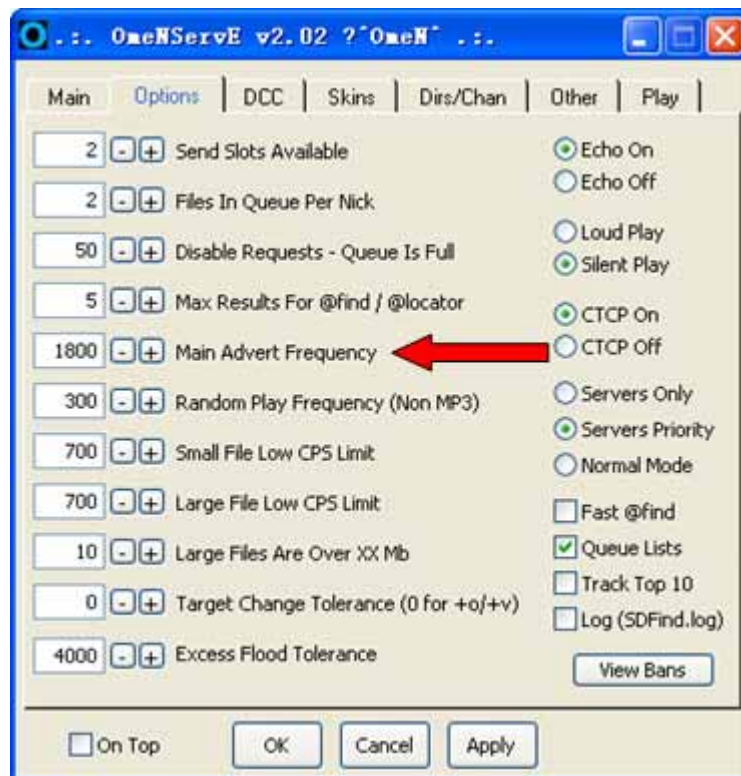 .:. OmeNServE v2.02 ?ˆOmeNˆ .:.
Main Options DCC Skins Dirs/Chan Other Play
2 - + Send Slots Available
2 - + Files In Queue Per Nick
50 - + Disable Requests - Queue Is Full
5 - + Max Results For @find / @locator
1800 - + Main Advert Frequency
300 - + Random Play Frequency (Non MP3)
700 - + Small File Low CPS Limit
700 - + Large File Low CPS Limit
10 - + Large Files Are Over XX Mb
0 - + Target Change Tolerance (0 for +o/+v)
4000 - + Excess Flood Tolerance
Echo On
Echo Off
Loud Play
Silent Play
CTCP On
CTCP Off
Servers Only
Servers Priority
Normal Mode
Fast @find
Queue Lists
Track Top 10
Log (SDFind.log)
View Bans
On Top OK Cancel Apply